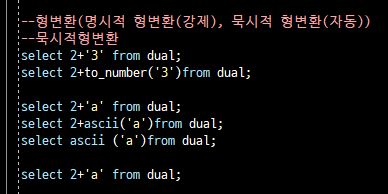 --형변환(명시적 형변환(강제), 묵시적 형변환(자동))
--묵시적형변환
select 2+'3' from dual;
select 2+to_number('3')from dual;
select 2+'a' from dual;
select 2+ascii('a')from dual;
select ascii ('a')from dual;
select 2+'a' from dual;